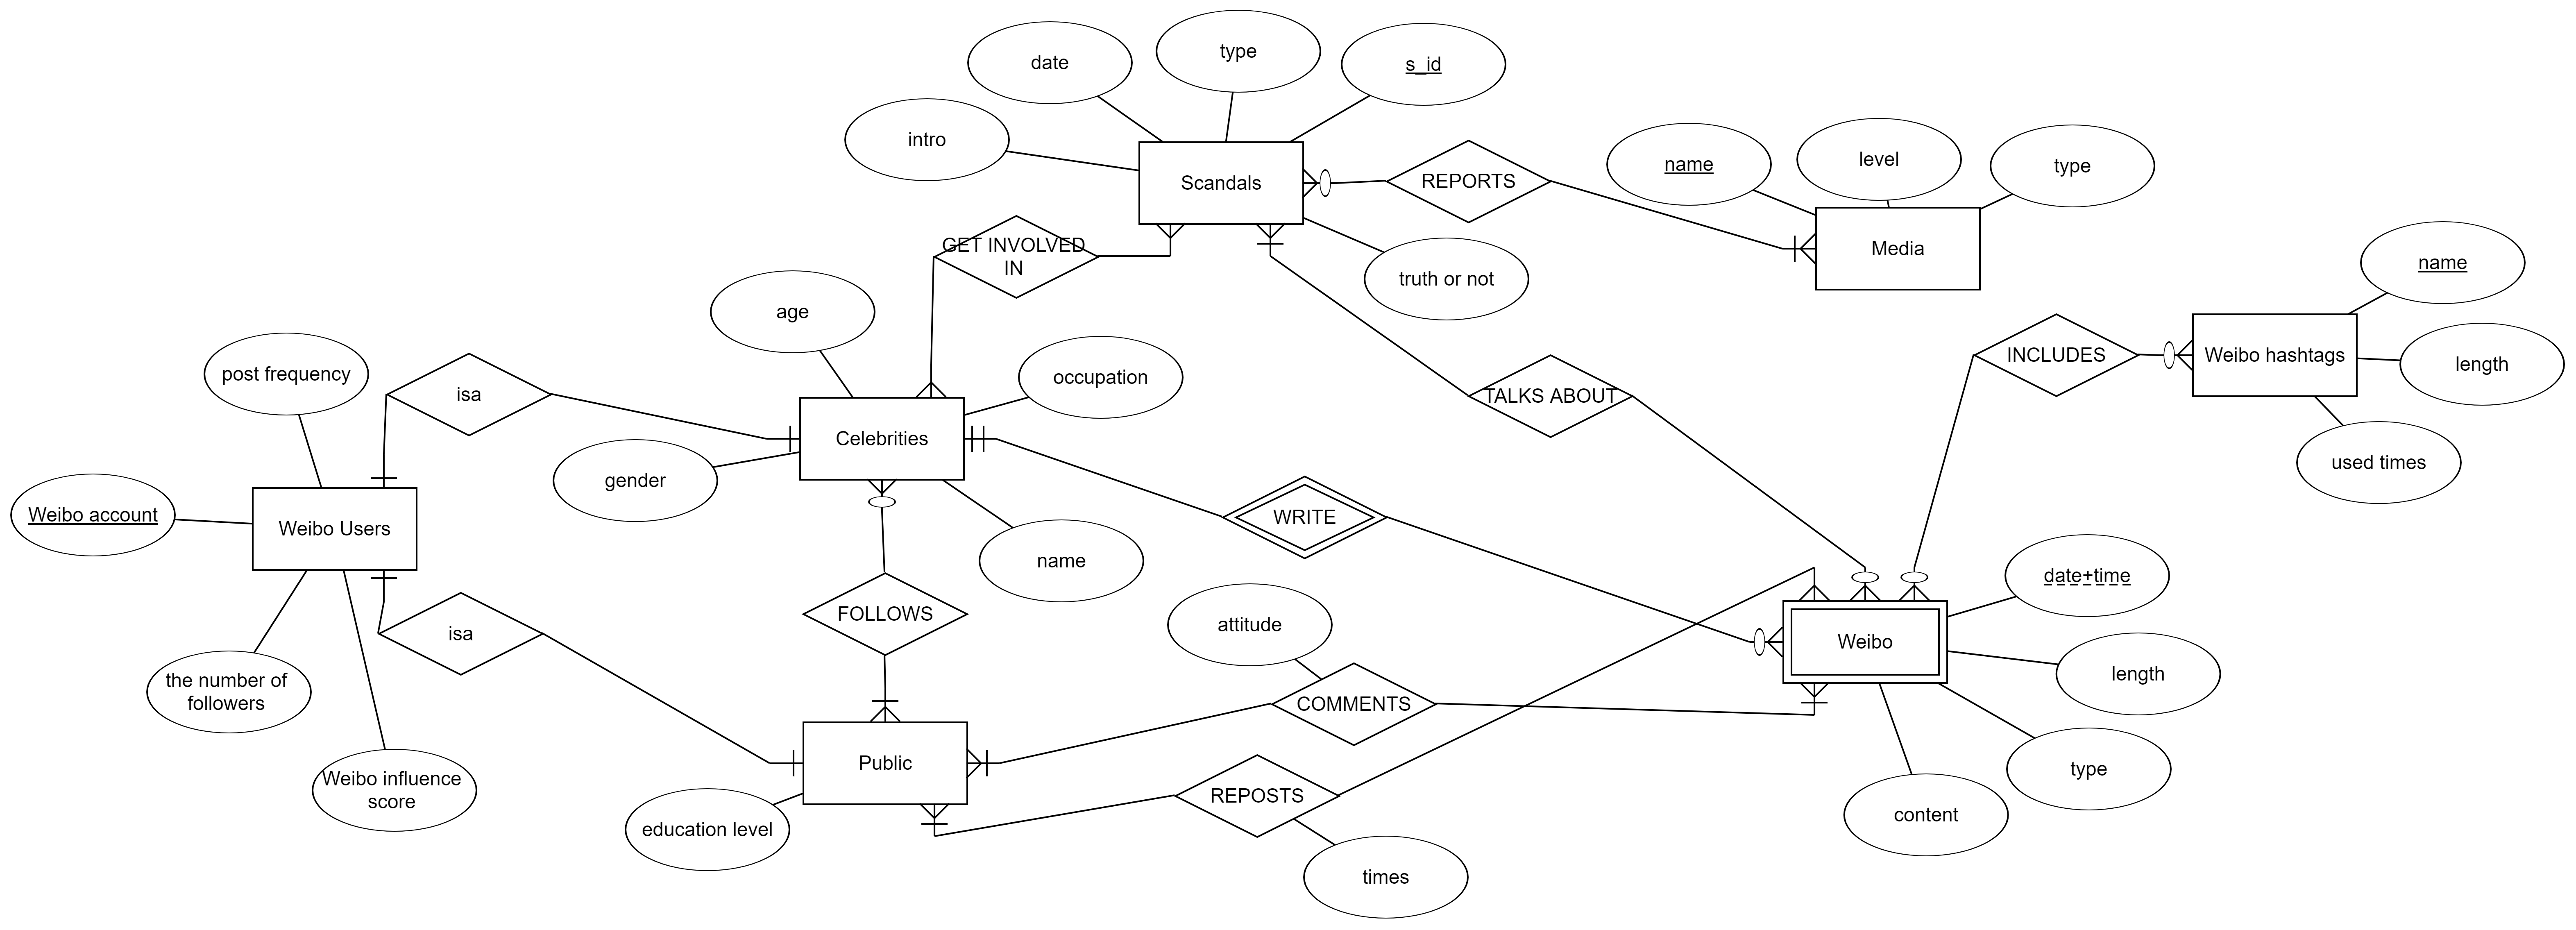 date
type
s_id
intro
Scandals
REPORTS
name
level
type
Media
truth or not
GET INVOLVED
IN
name
Weibo hashtags
length
used times
INCLUDES
TALKS ABOUT
age
occupation
Celebrities
gender
name
post frequency
isa
Weibo account
Weibo Users
isa
the number of
followers
Weibo influence
score
WRITE
FOLLOWS
attitude
COMMENTS
date+time
Weibo
length
type
content
Public
education level
REPOSTS
times